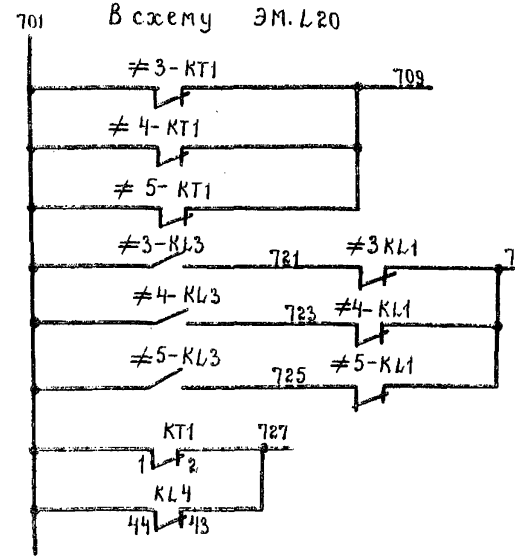 701
В схему ЭМ.L20
≠3-KT1
709
≠ 4-KT1
≠ 5-KT1
≠3-KL3
721
≠3KL1
7
≠4-KL3
723
≠4-KL1
≠5-KL3
725
≠5-KL1
KT1
727
1 2
KL4
44 43